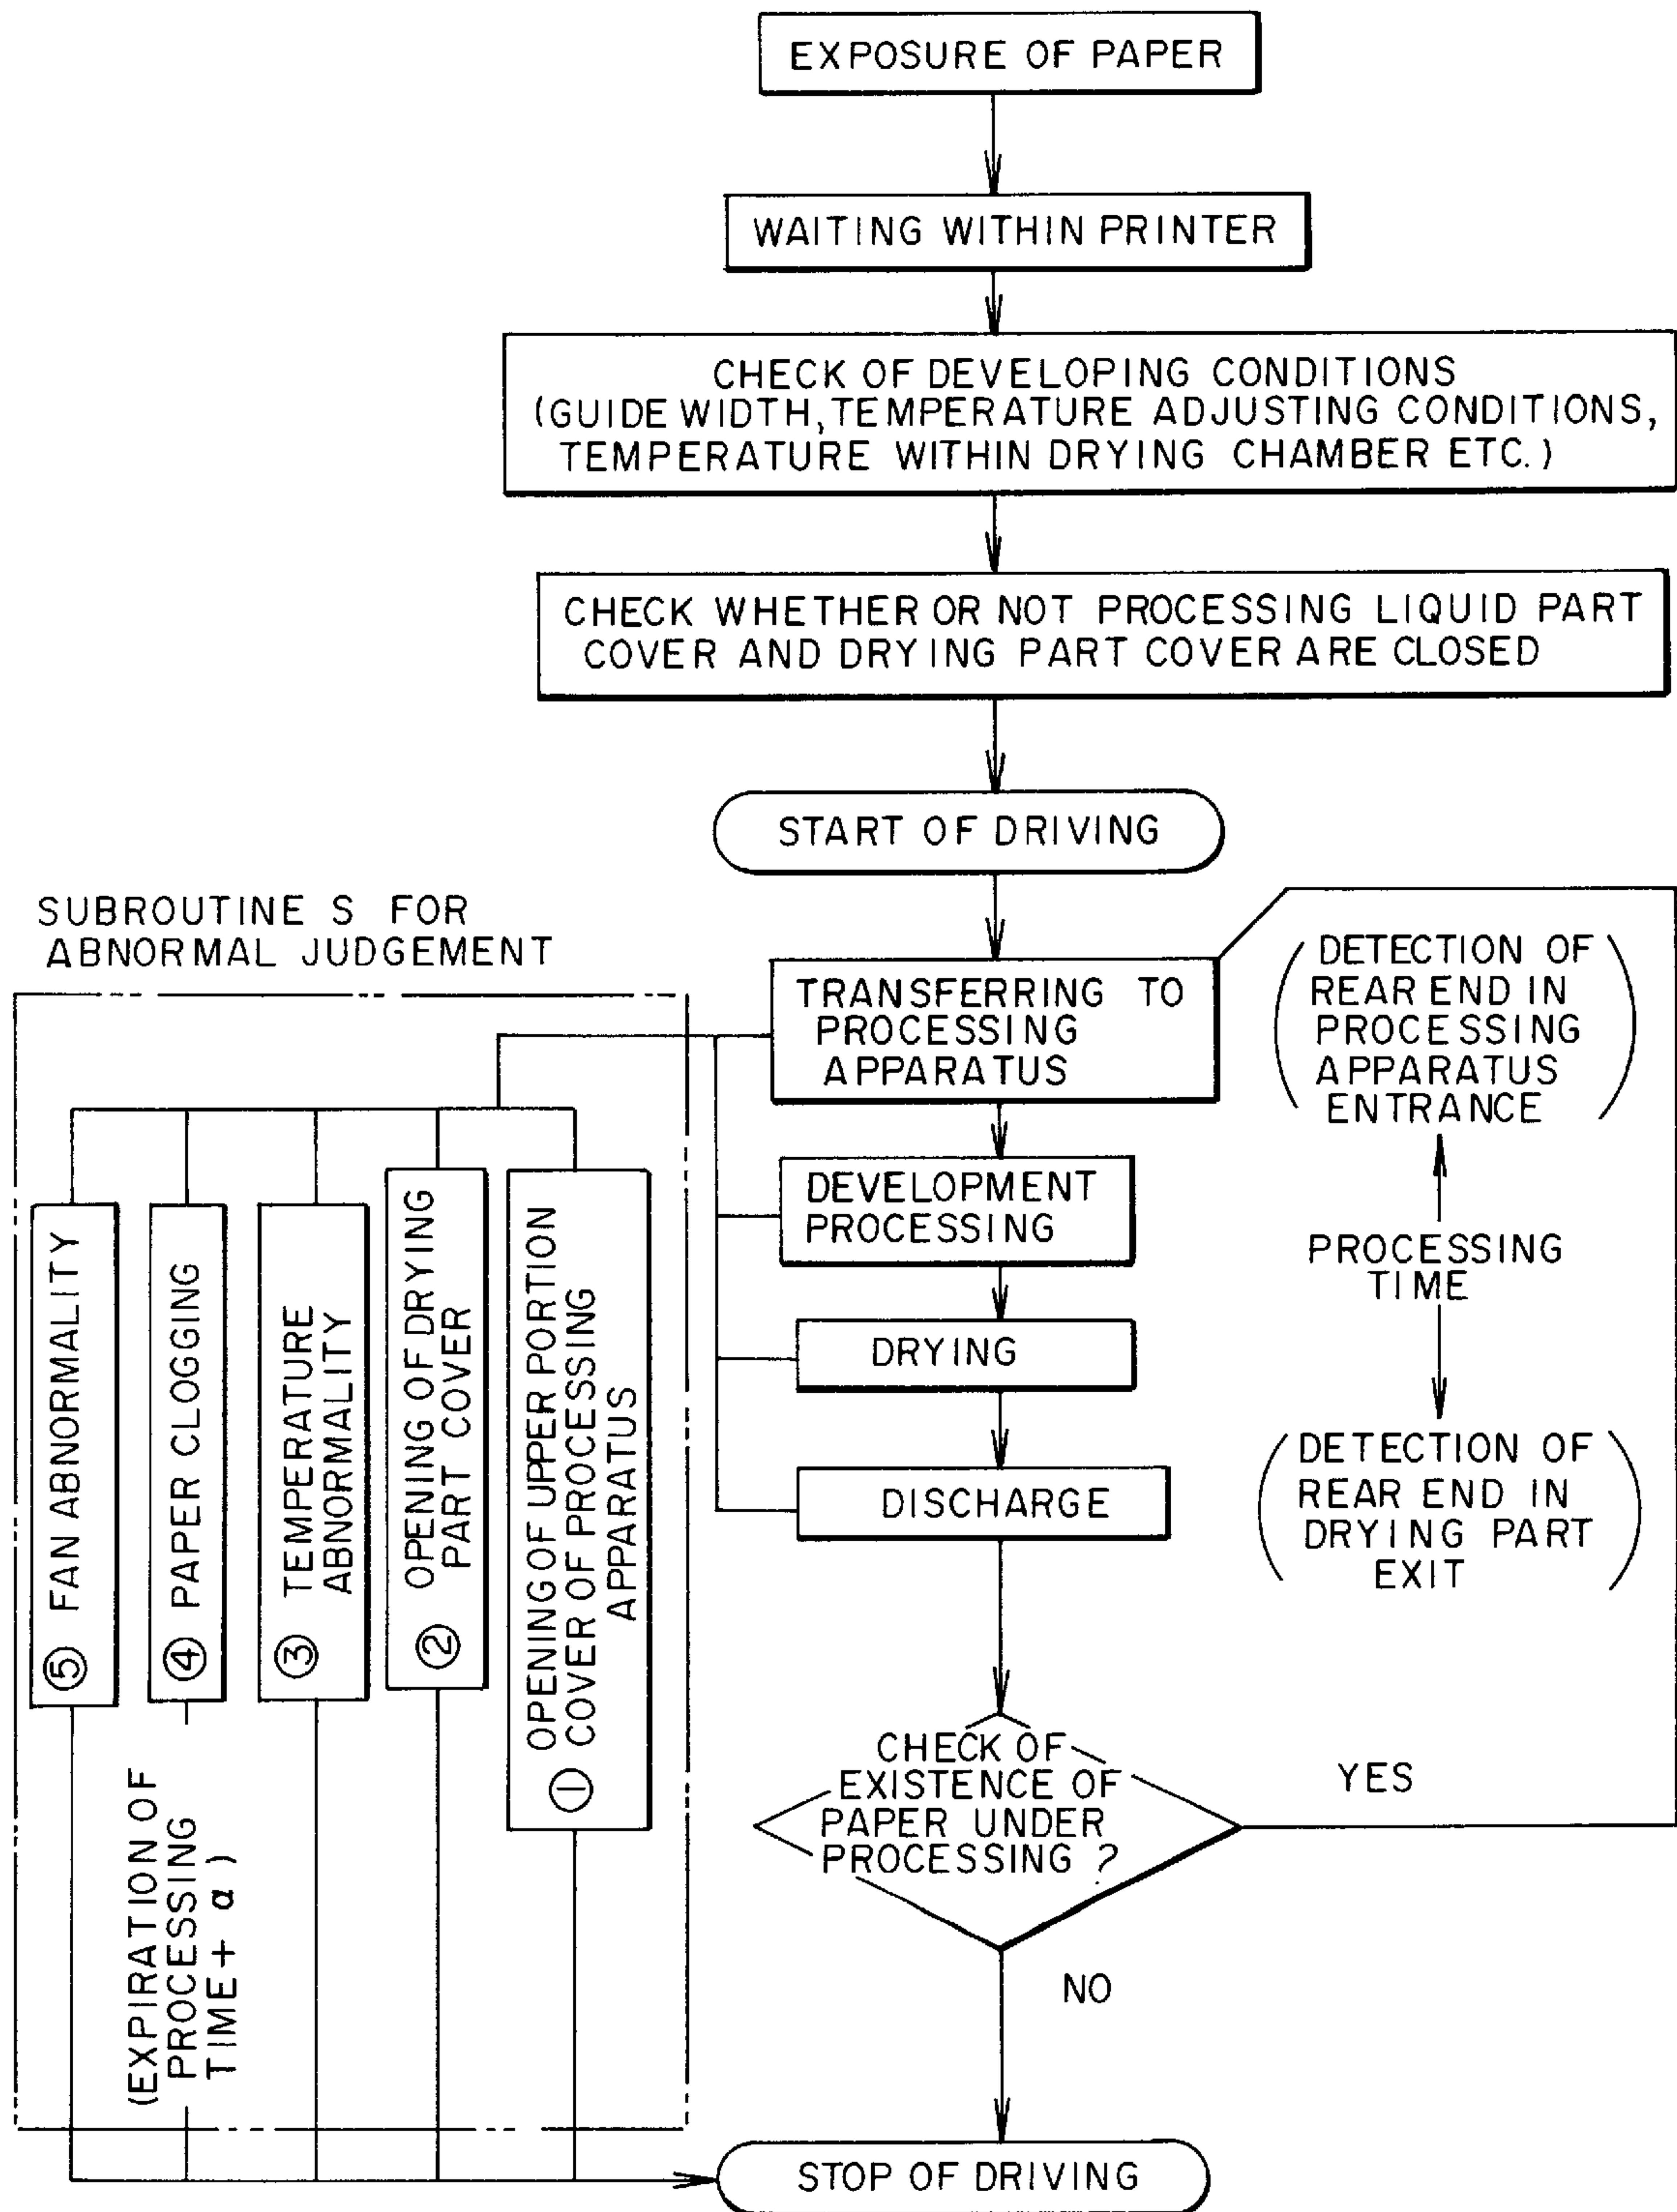 EXPOSURE OF PAPER
WAITING WITHIN PRINTER
CHECK OF DEVELOPING CONDITIONS
(GUIDE WIDTH, TEMPERATURE ADJUSTING CONDITIONS,
TEMPERATURE WITHIN DRYING CHAMBER ETC.)
CHECK WHETHER OR NOT PROCESSING LIQUID PART
COVER AND DRYING PART COVER ARE CLOSED
START OF DRIVING
SUBROUTINE S FOR
ABNORMAL JUDGEMENT
TRANSFERRING TO
PROCESSING
APPARATUS
(DETECTION OF
REAR END IN
PROCESSING
APPARATUS
ENTRANCE)
DEVELOPMENT
PROCESSING
PROCESSING
TIME
DRYING
DISCHARGE
(DETECTION OF
REAR END IN
DRYING PART
EXIT)
⑤ FAN ABNORMALITY
④ PAPER CLOGGING
(EXPIRATION OF
PROCESSING
TIME + α)
③ TEMPERATURE
ABNORMALITY
② OPENING OF DRYING
PART COVER
① OPENING OF UPPER PORTION
COVER OF PROCESSING
APPARATUS
CHECK OF
EXISTENCE OF
PAPER UNDER
PROCESSING ?
YES
NO
STOP OF DRIVING